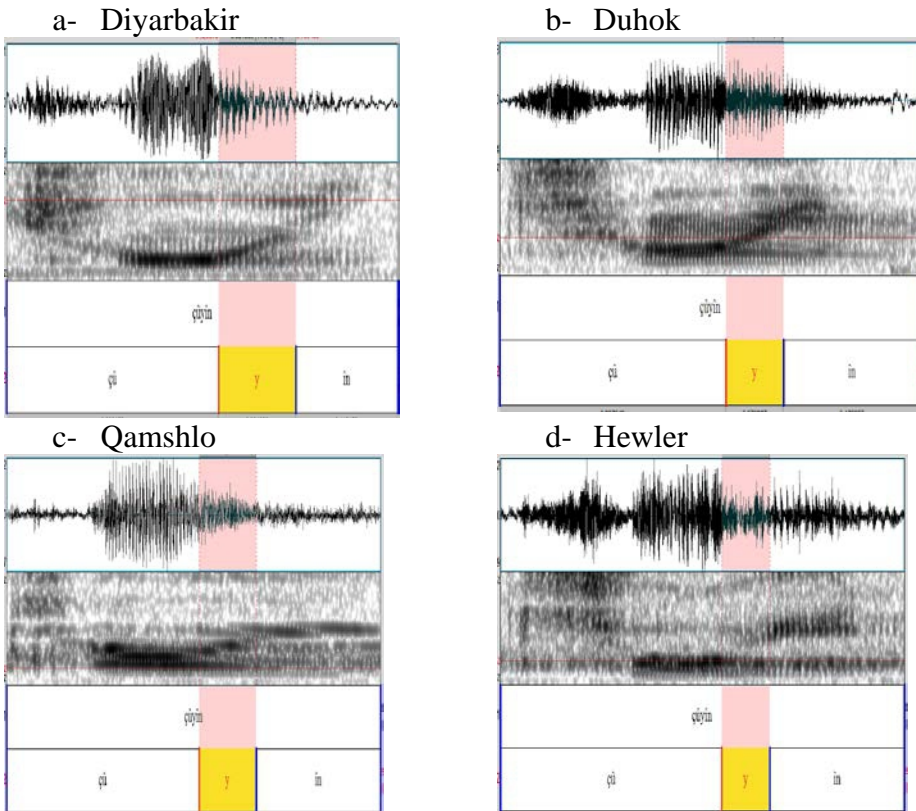 a- Diyarbakir
b- Duhok
çûyîn
çûyîn
çû y în
çû y în
c- Qamshlo
d- Hewler
çûyîn
çûyîn
çû y în
çû y în